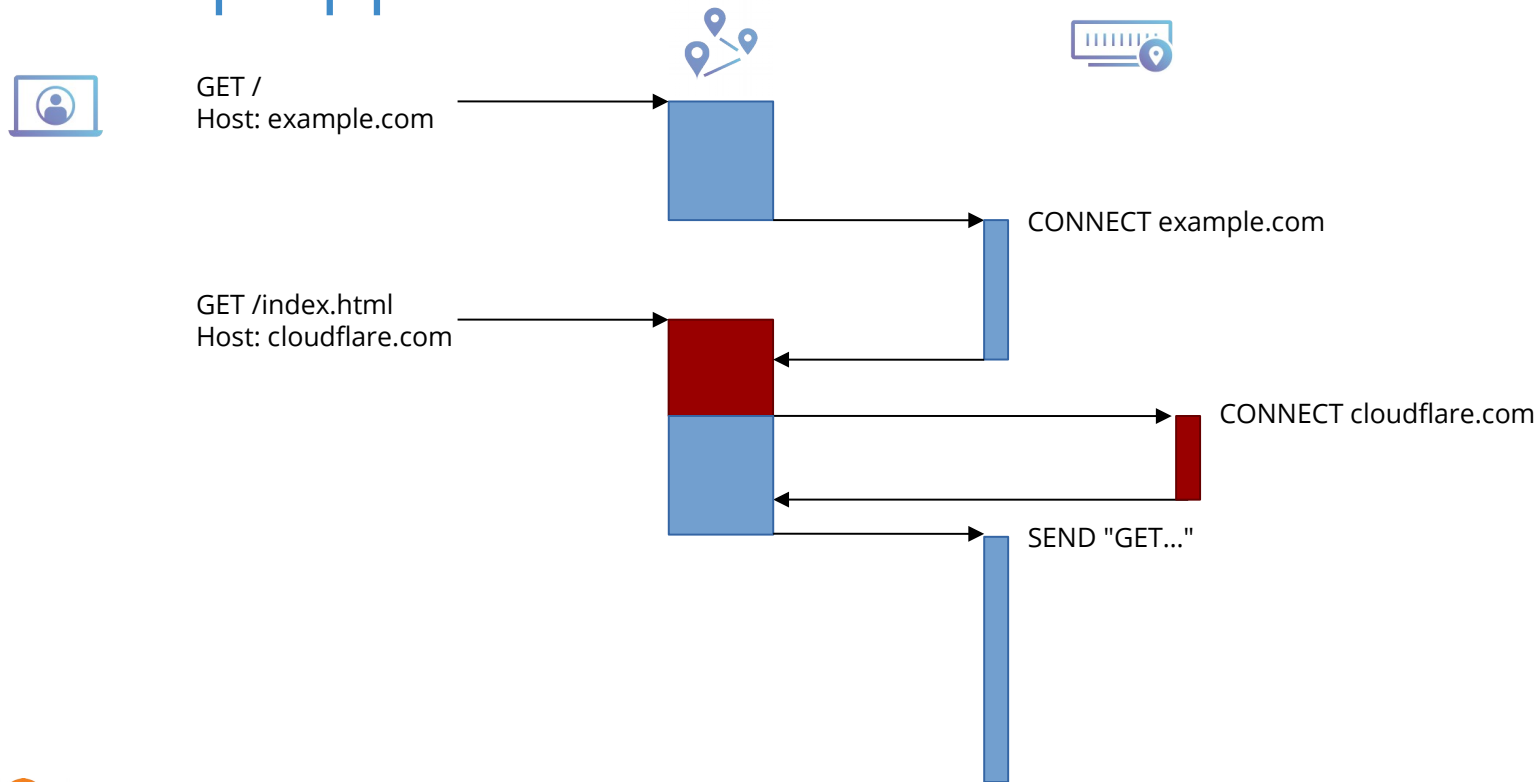 GET /
Host: example.com
CONNECT example.com
GET /index.html
Host: cloudflare.com
CONNECT cloudflare.com
SEND "GET..."